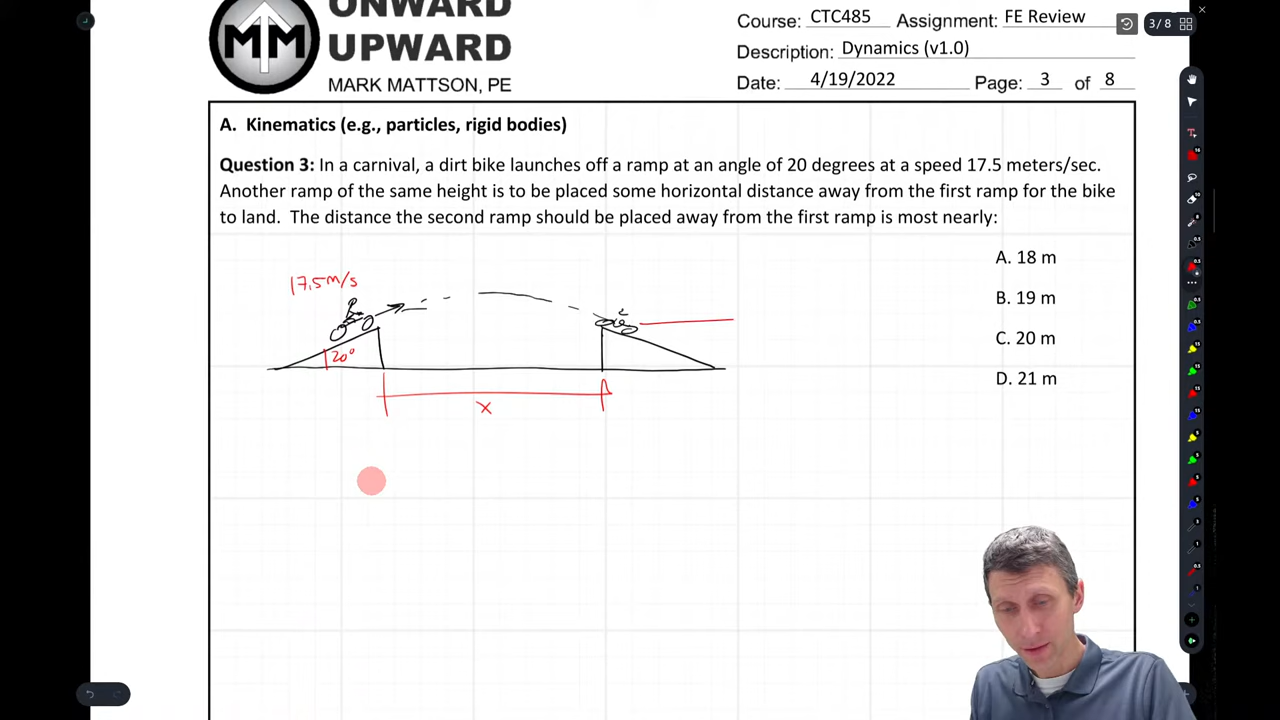 ONWARD
UPWARD
MM
MARK MATTSON, PE
Course: CTC485 Assignment: FE Review
Description: Dynamics (v1.0)
Date: 4/19/2022 Page: 3 of 8
3/8
A. Kinematics (e.g., particles, rigid bodies)
Question 3: In a carnival, a dirt bike launches off a ramp at an angle of 20 degrees at a speed 17.5 meters/sec.
Another ramp of the same height is to be placed some horizontal distance away from the first ramp for the bike
to land. The distance the second ramp should be placed away from the first ramp is most nearly:
A. 18 m
B. 19 m
C. 20 m
D. 21 m
17.5 m/s
20°
x